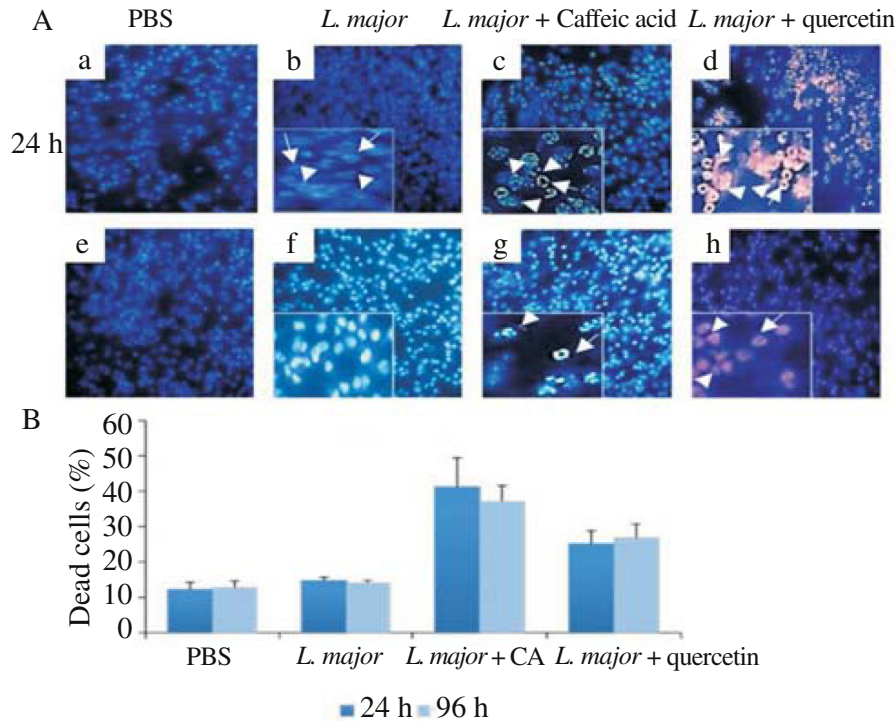 A
PBS
L. major
L. major + Caffeic acid
L. major + quercetin
a
b
c
d
24 h
e
f
g
h
B
Dead cells (%)
60
50
40
30
20
10
0
PBS
L. major
L. major + CA
L. major + quercetin
24 h
96 h